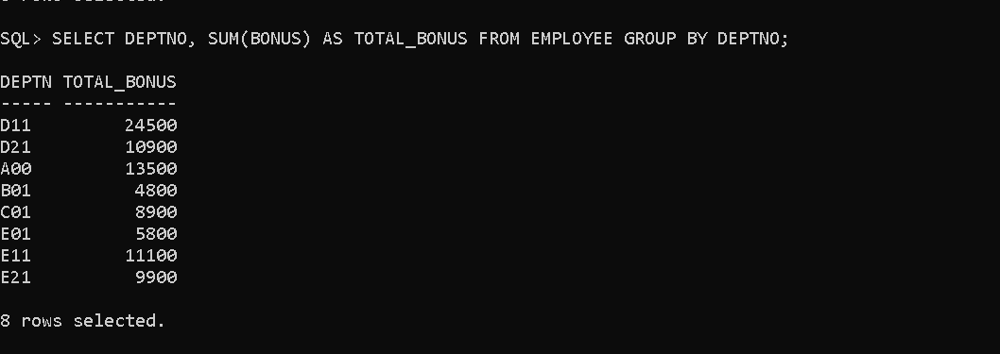 SQL> SELECT DEPTNO, SUM(BONUS) AS TOTAL_BONUS FROM EMPLOYEE GROUP BY DEPTNO;
DEPTN TOTAL_BONUS
----- -----------
D11 24500
D21 10900
A00 13500
B01 4800
C01 8900
E01 5800
E11 11100
E21 9900
8 rows selected.